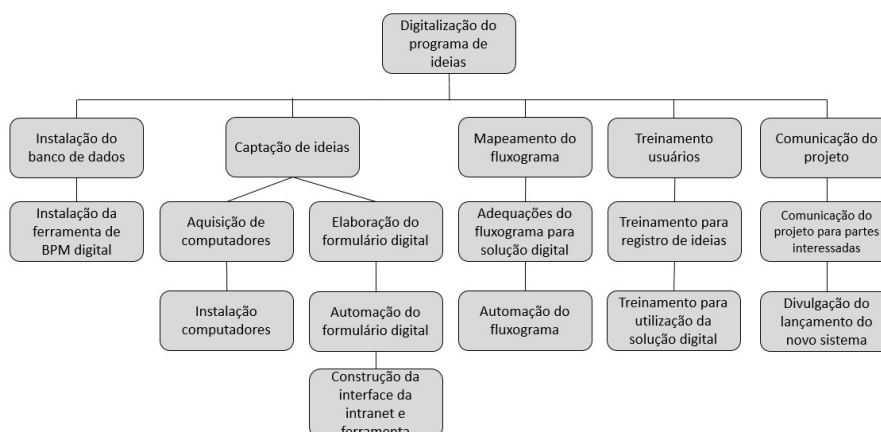 Digitalização do
programa de
ideias
Instalação do
banco de dados
Captação de ideias
Mapeamento do
fluxograma
Treinamento
usuários
Comunicação do
projeto
Instalação da
ferramenta de
BPM digital
Aquisição de
computadores
Elaboração do
formulário digital
Adequações do
fluxograma para
solução digital
Treinamento para
registro de ideias
Comunicação do
projeto para partes
interessadas
Instalação
computadores
Automação do
formulário digital
Automação do
fluxograma
Treinamento para
utilização da
solução digital
Divulgação do
lançamento do
novo sistema
Construção da
interface da
intranet e
ferramenta